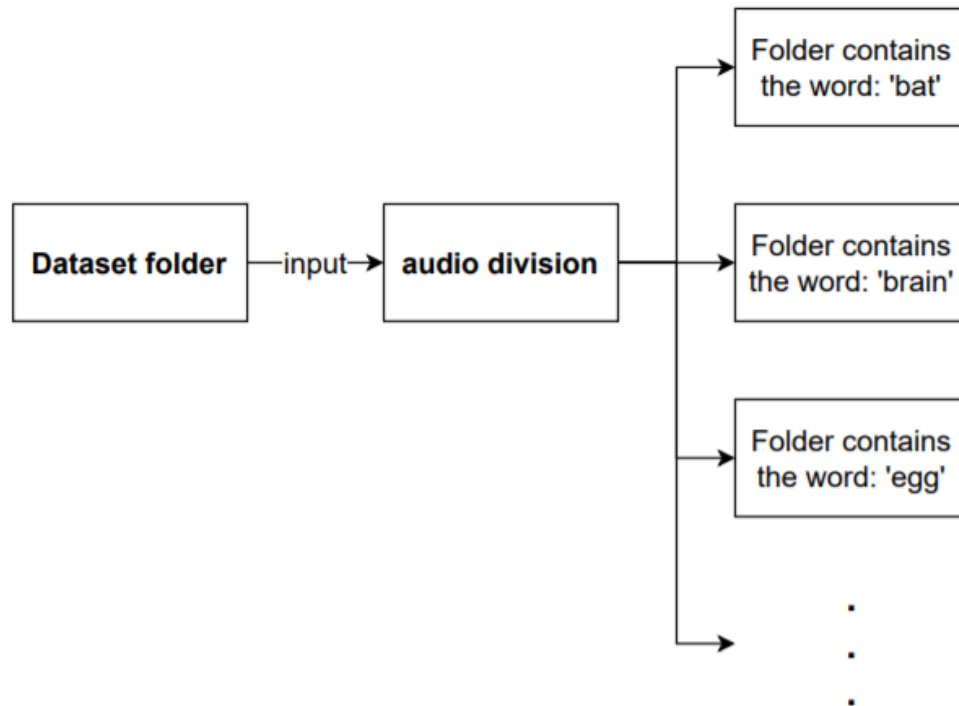 Folder contains
the word: 'bat'
Dataset folder
input
audio division
Folder contains
the word: 'brain'
Folder contains
the word: 'egg'
.
.
.